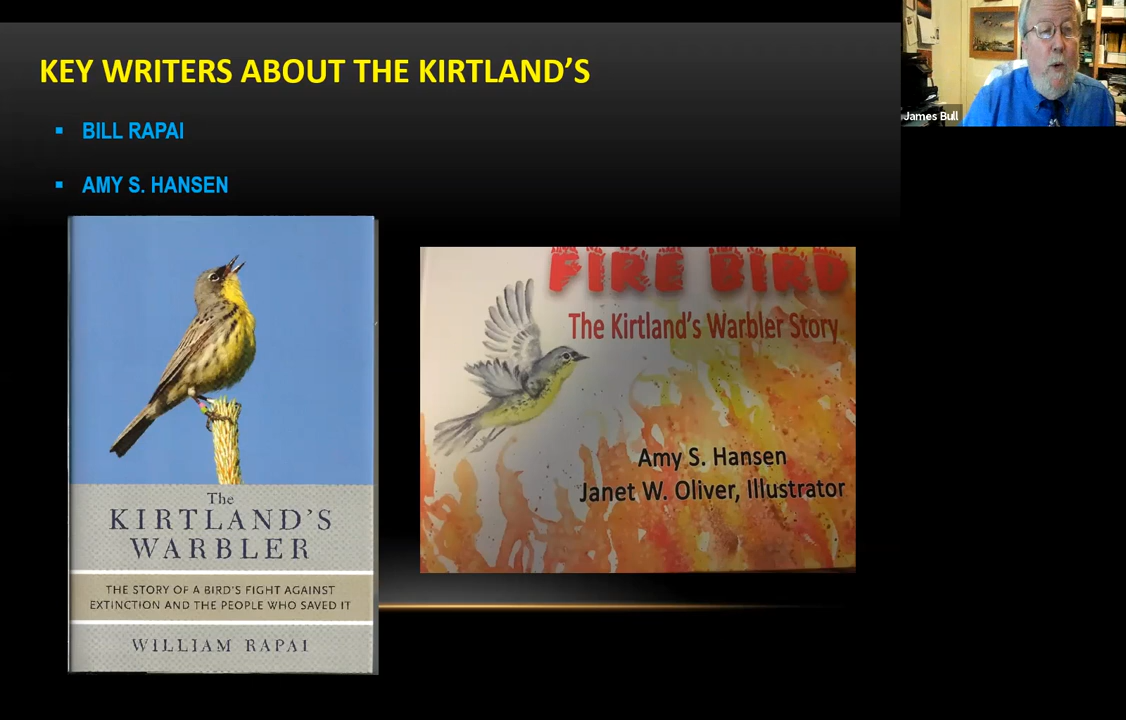 KEY WRITERS ABOUT THE KIRTLAND’S
BILL RAPAI
AMY S. HANSEN
The
KIRTLAND'S
WARBLER
THE STORY OF A BIRD'S FIGHT AGAINST
EXTINCTION AND THE PEOPLE WHO SAVED IT
WILLIAM RAPAI
FIRE BIRD
The Kirtland's Warbler Story
Amy S. Hansen
Janet W. Oliver, Illustrator
James Bull